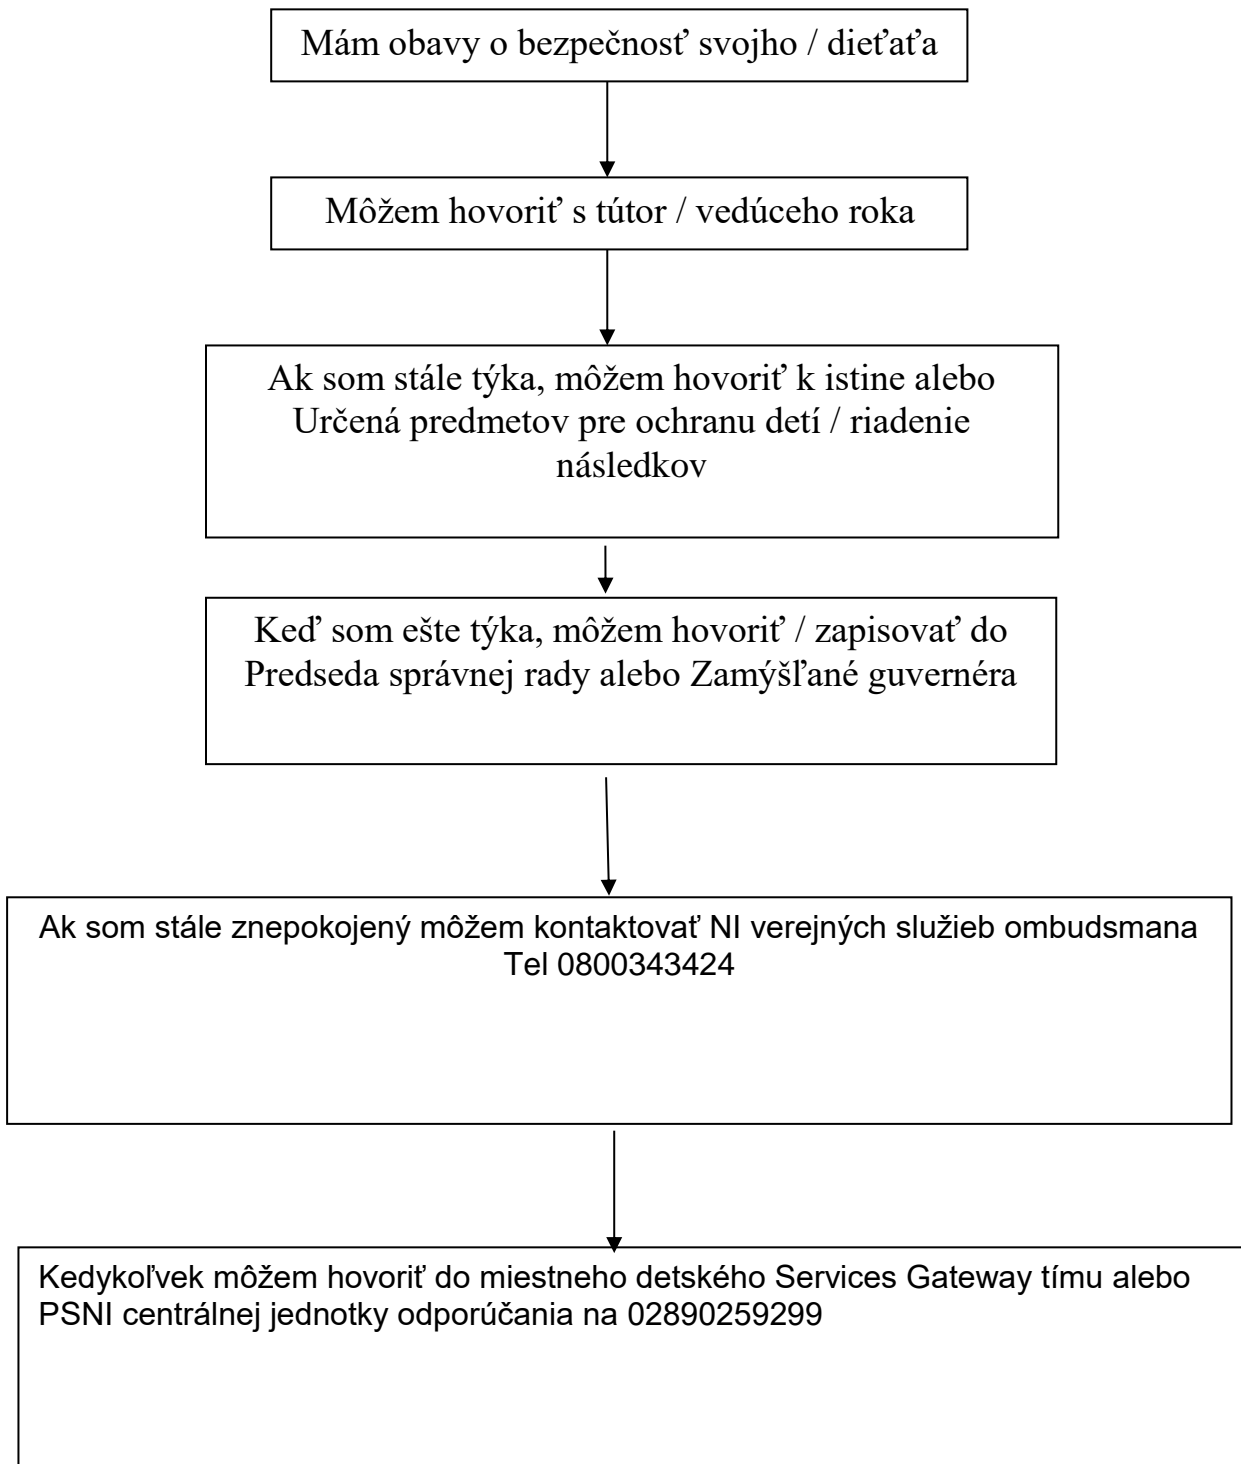 Mám obavy o bezpečnosť svojho / dieťaťa
Môžem hovoriť s tútor / vedúceho roka
Ak som stále týka, môžem hovoriť k istine alebo
Určená predmetov pre ochranu detí / riadenie
následkov
Keď som ešte týka, môžem hovoriť / zapisovať do
Predseda správnej rady alebo Zamýšľané guvernéra
Ak som stále znepokojený môžem kontaktovať NI verejných služieb ombudsmana
Tel 0800343424
Kedykoľvek môžem hovoriť do miestneho detského Services Gateway tímu alebo
PSNI centrálnej jednotky odporúčania na 02890259299